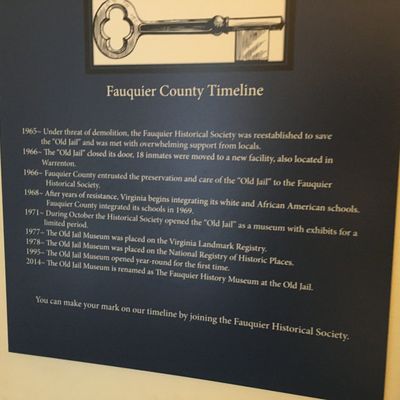 Fauquier County Timeline
1965– Under threat of demolition, the Fauquier Historical Society was reestablished to save
the "Old Jail" and was met with overwhelming support from locals.
1966– The "Old Jail" closed its door, 18 inmates were moved to a new facility, also located in
Warrenton.
1966– Fauquier County entrusted the preservation and care of the "Old Jail" to the Fauquier
Historical Society.
1968– After years of resistance, Virginia begins integrating its white and African American schools.
Fauquier County integrated its schools in 1969.
1971– During October the Historical Society opened the "Old Jail" as a museum with exhibits for a
limited period.
1977– The Old Jail Museum was placed on the Virginia Landmark Registry.
1978– The Old Jail Museum was placed on the National Registry of Historic Places.
1995– The Old Jail Museum opened year-round for the first time.
2014– The Old Jail Museum is renamed as The Fauquier History Museum at the Old Jail.
You can make your mark on our timeline by joining the Fauquier Historical Society.